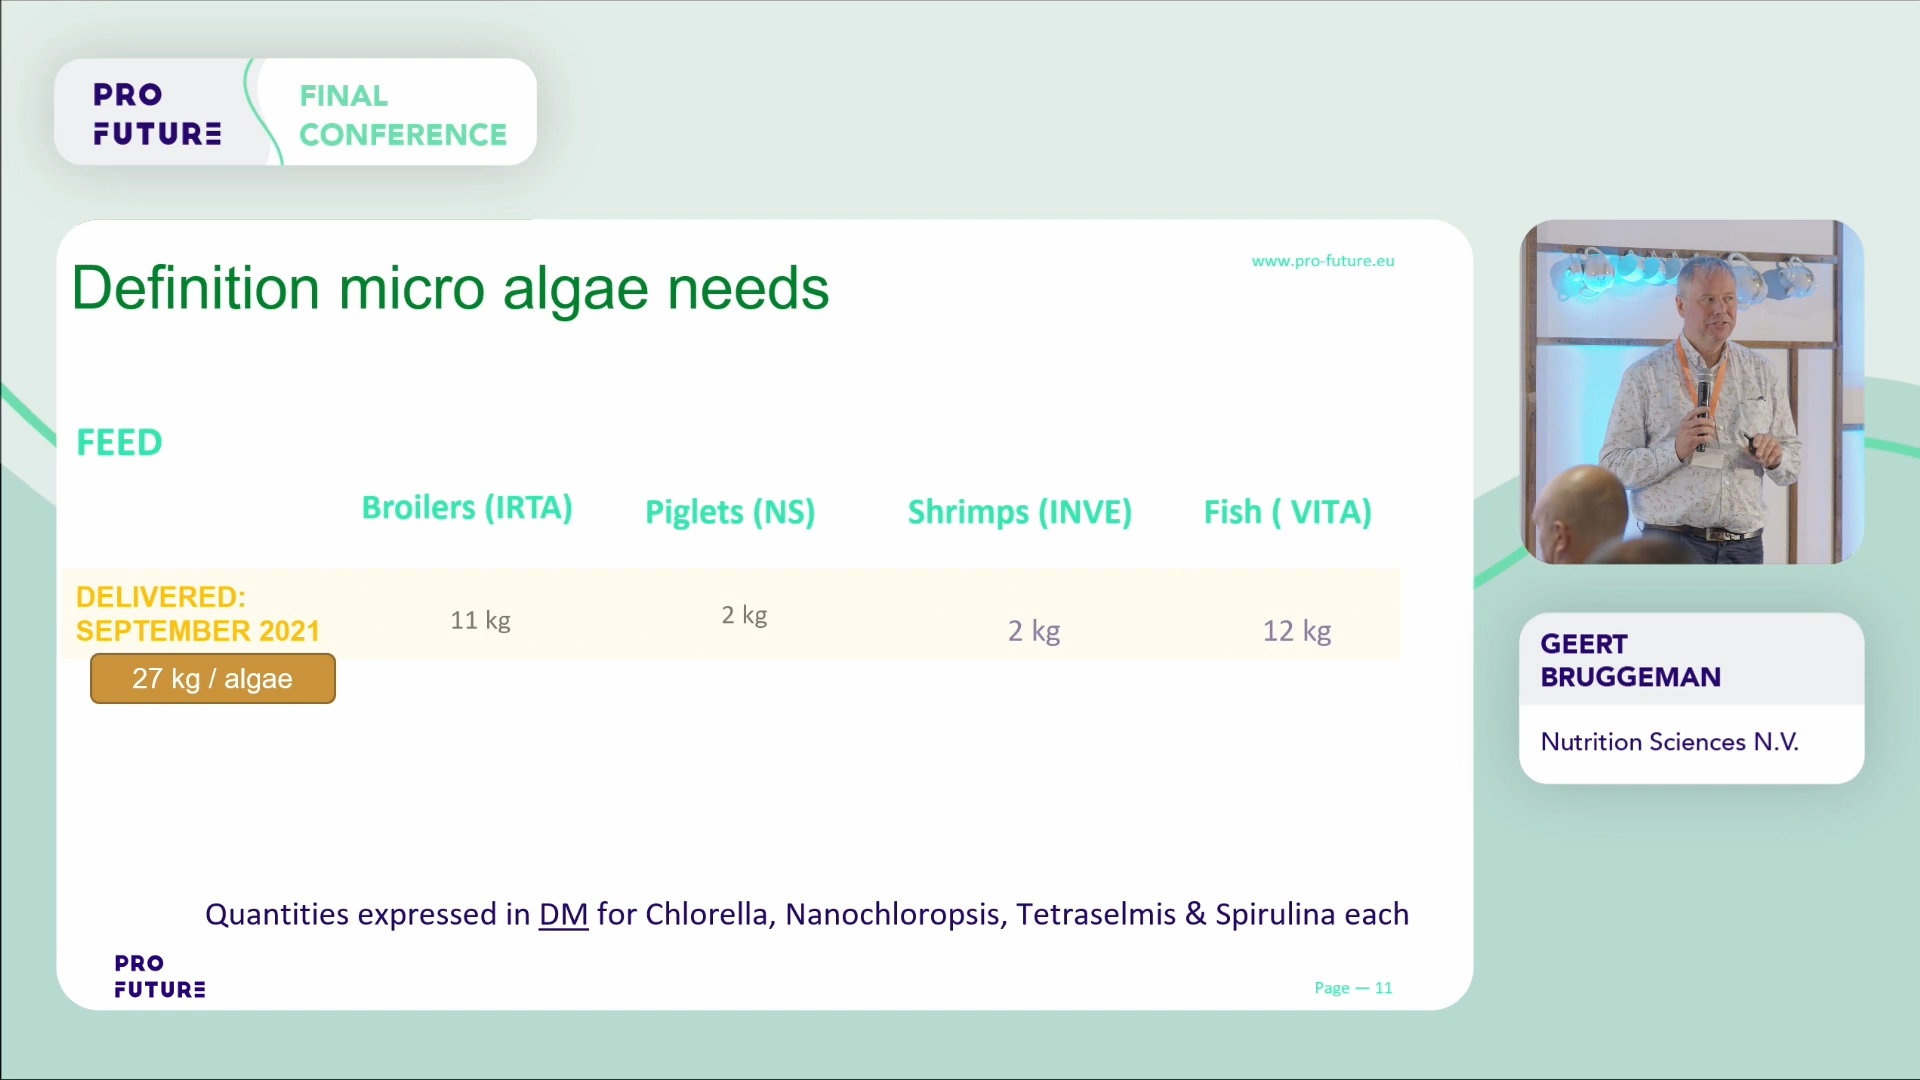 PRO
FUTURE
FINAL
CONFERENCE
Definition micro algae needs
www.pro-future.eu
FEED
Broilers (IRTA) Piglets (NS) Shrimps (INVE) Fish ( VITA)
DELIVERED:
SEPTEMBER 2021
11 kg 2 kg 2 kg 12 kg
27 kg / algae
Quantities expressed in DM for Chlorella, Nanochloropsis, Tetraselmis & Spirulina each
PRO
FUTURE
Page — 11
GEERT
BRUGGEMAN
Nutrition Sciences N.V.